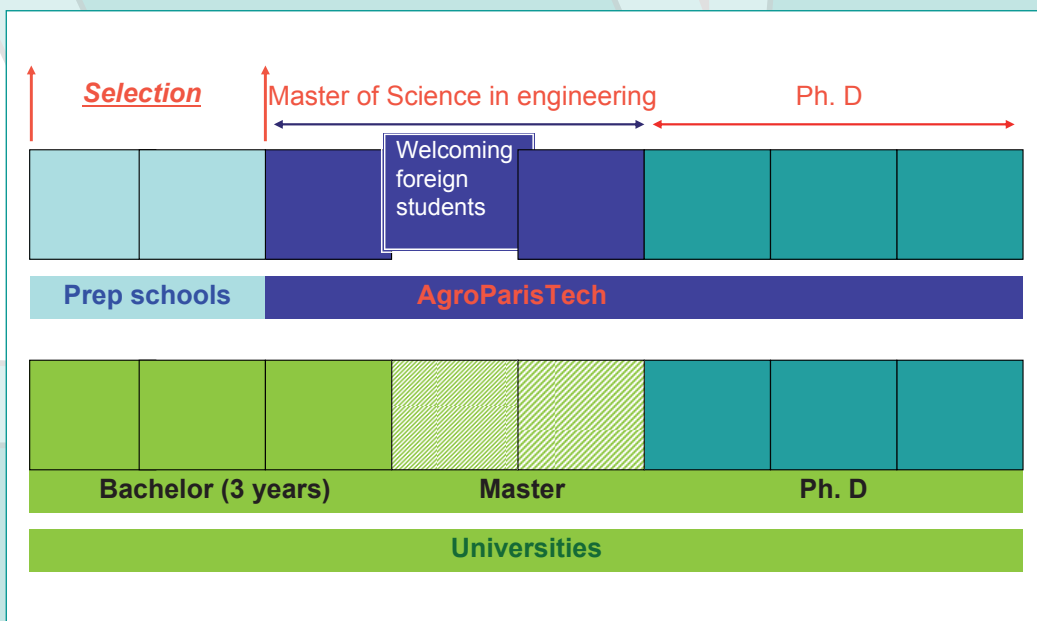 Selection
Master of Science in engineering
Ph. D
Welcoming
foreign
students
Prep schools
AgroParisTech
Bachelor (3 years)
Master
Ph. D
Universities